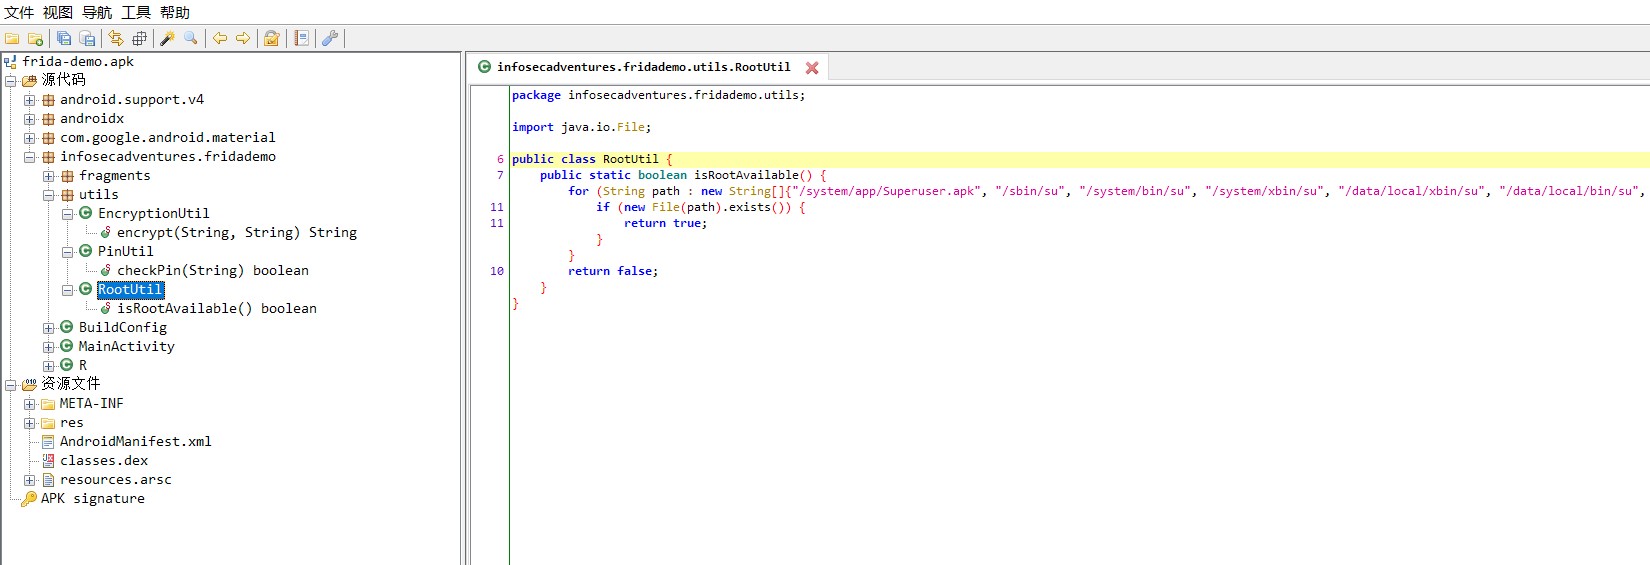 文件 视图 导航 工具 帮助
frida-demo.apk
源代码
android.support.v4
androidx
com.google.android.material
infosecadventures.fridademo
fragments
utils
EncryptionUtil
encrypt(String, String) String
PinUtil
checkPin(String) boolean
RootUtil
isRootAvailable() boolean
BuildConfig
MainActivity
R
资源文件
META-INF
res
AndroidManifest.xml
classes.dex
resources.arsc
APK signature
infosecadventures.fridademo.utils.RootUtil
package infosecadventures.fridademo.utils;
import java.io.File;
6 public class RootUtil {
7 public static boolean isRootAvailable() {
for (String path : new String[]{"/system/app/Superuser.apk", "/sbin/su", "/system/bin/su", "/system/xbin/su", "/data/local/xbin/su", "/data/local/bin/su",
11 if (new File(path).exists()) {
11 return true;
}
}
10 return false;
}
}